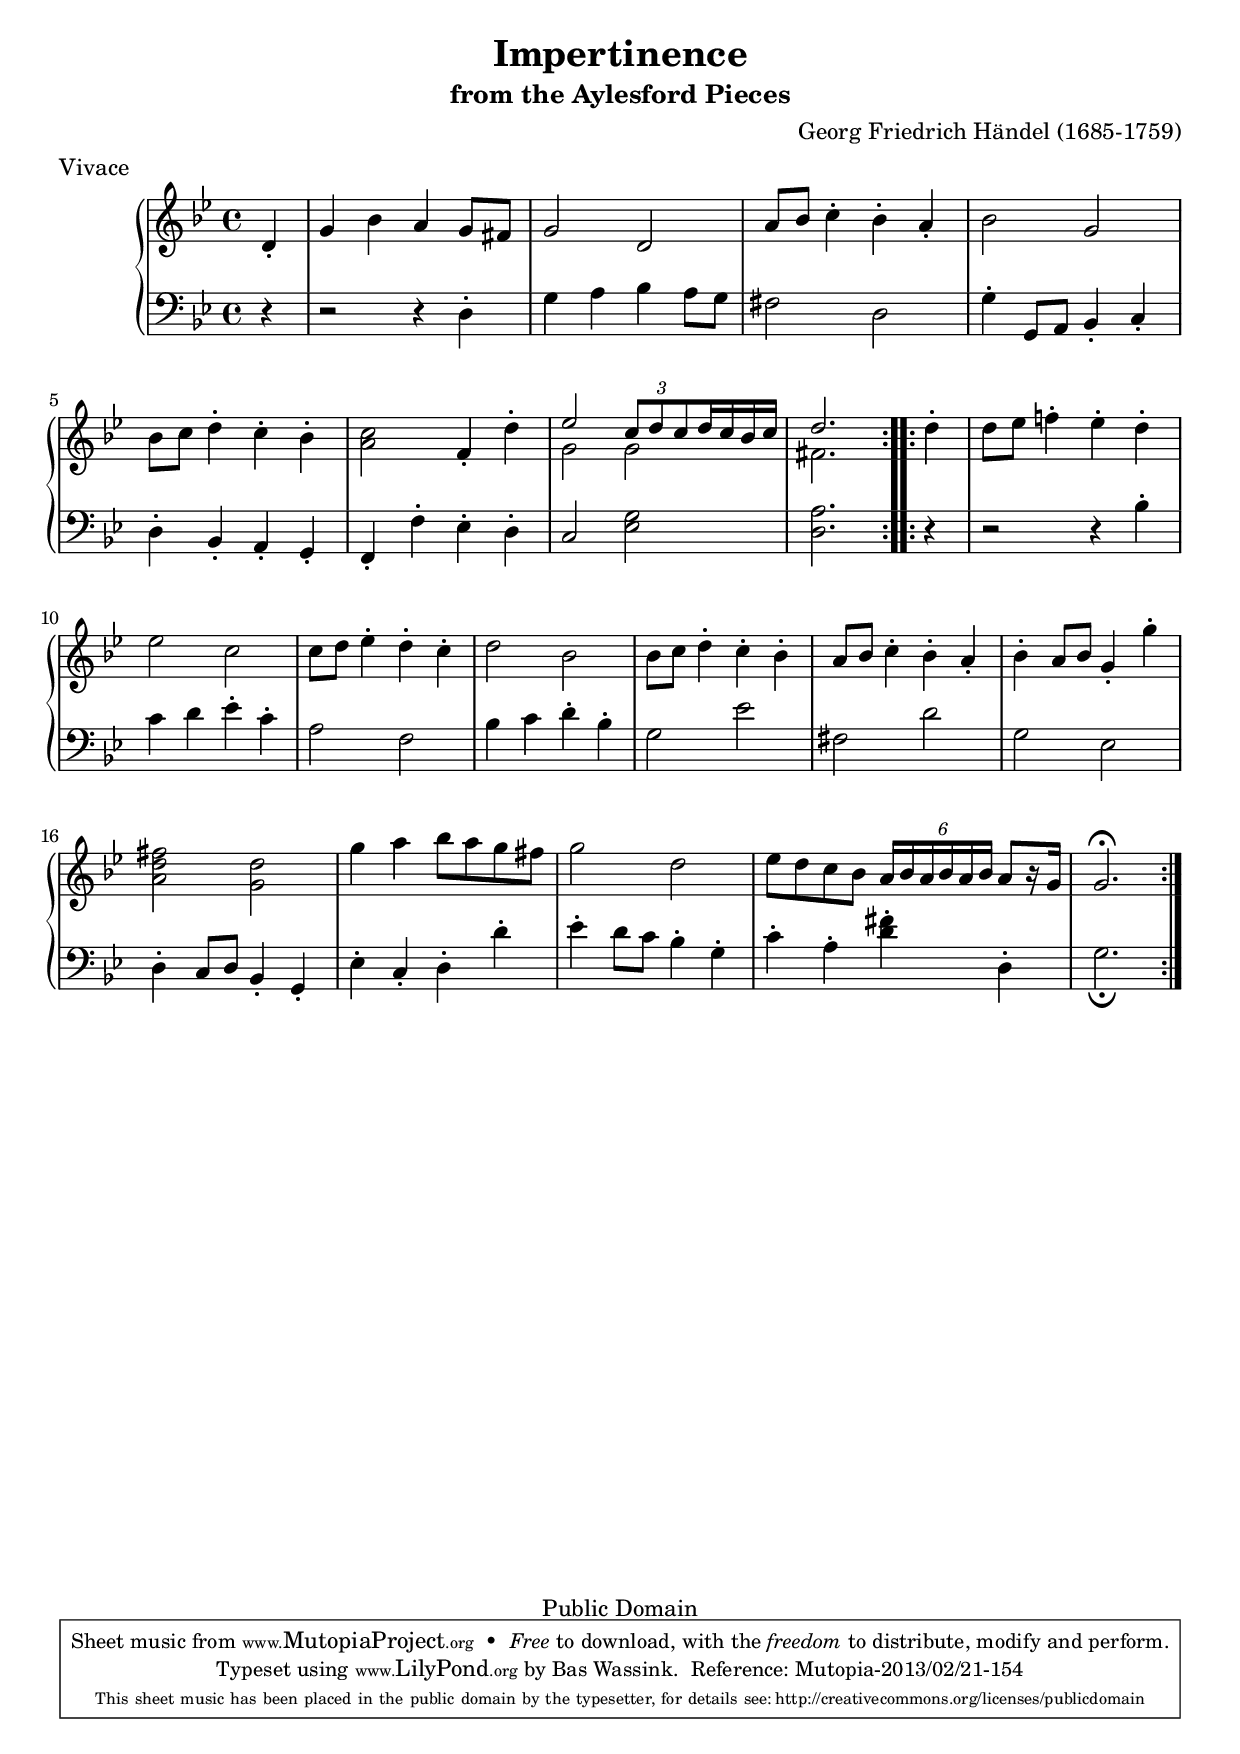 Impertinence
from the Aylesford Pieces
Georg Friedrich Händel (1685-1759)
Vivace
5
3
10
16
6
Public Domain
Sheet music from www.MutopiaProject.org • Free to download, with the freedom to distribute, modify and perform.
Typeset using www.LilyPond.org by Bas Wassink. Reference: Mutopia-2013/02/21-154
This sheet music has been placed in the public domain by the typesetter, for details see: http://creativecommons.org/licenses/publicdomain